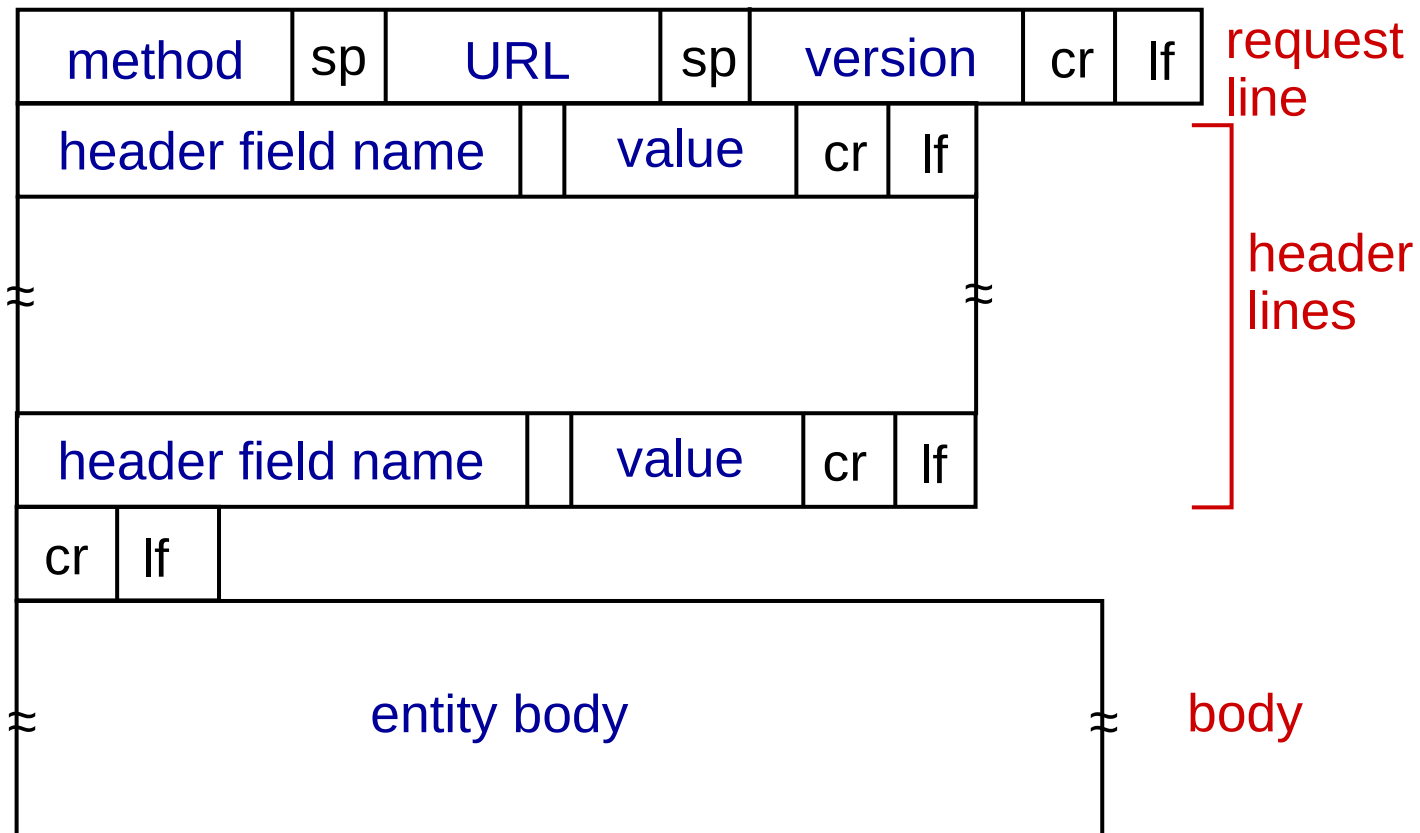 method sp URL sp version cr lf request
line
header field name value cr lf
header
lines
≈ ≈
header field name value cr lf
cr lf
≈ entity body ≈ body